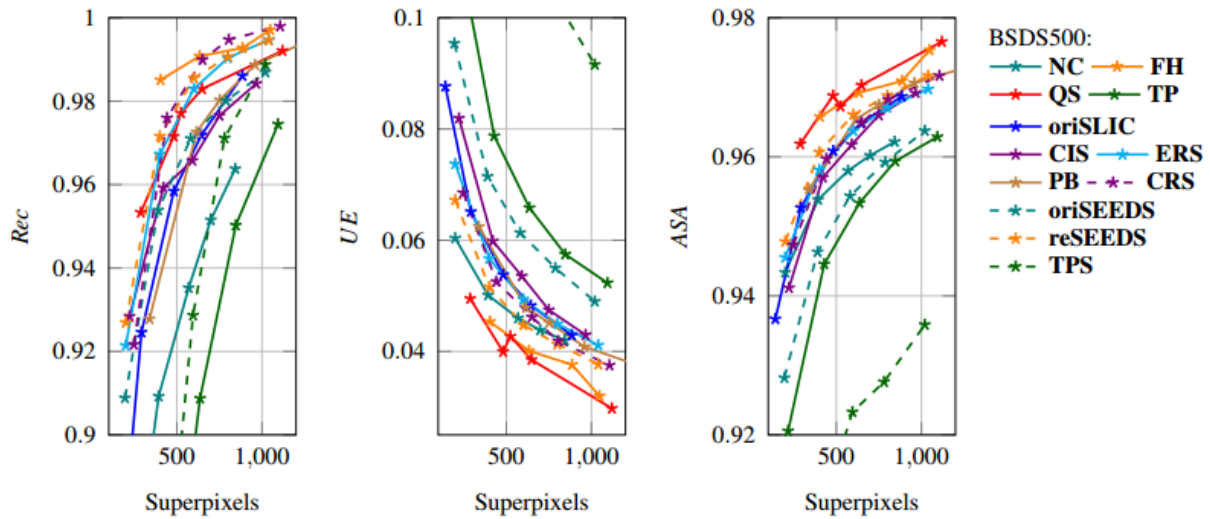 1
0.98
0.96
0.94
0.92
0.9
Rec
500 1,000
Superpixels
0.1
0.08
0.06
0.04
UE
500 1,000
Superpixels
0.98
0.96
0.94
0.92
ASA
500 1,000
Superpixels
BSDS500:
NC FH
QS TP
oriSLIC
CIS ERS
PB CRS
oriSEEDS
reSEEDS
TPS